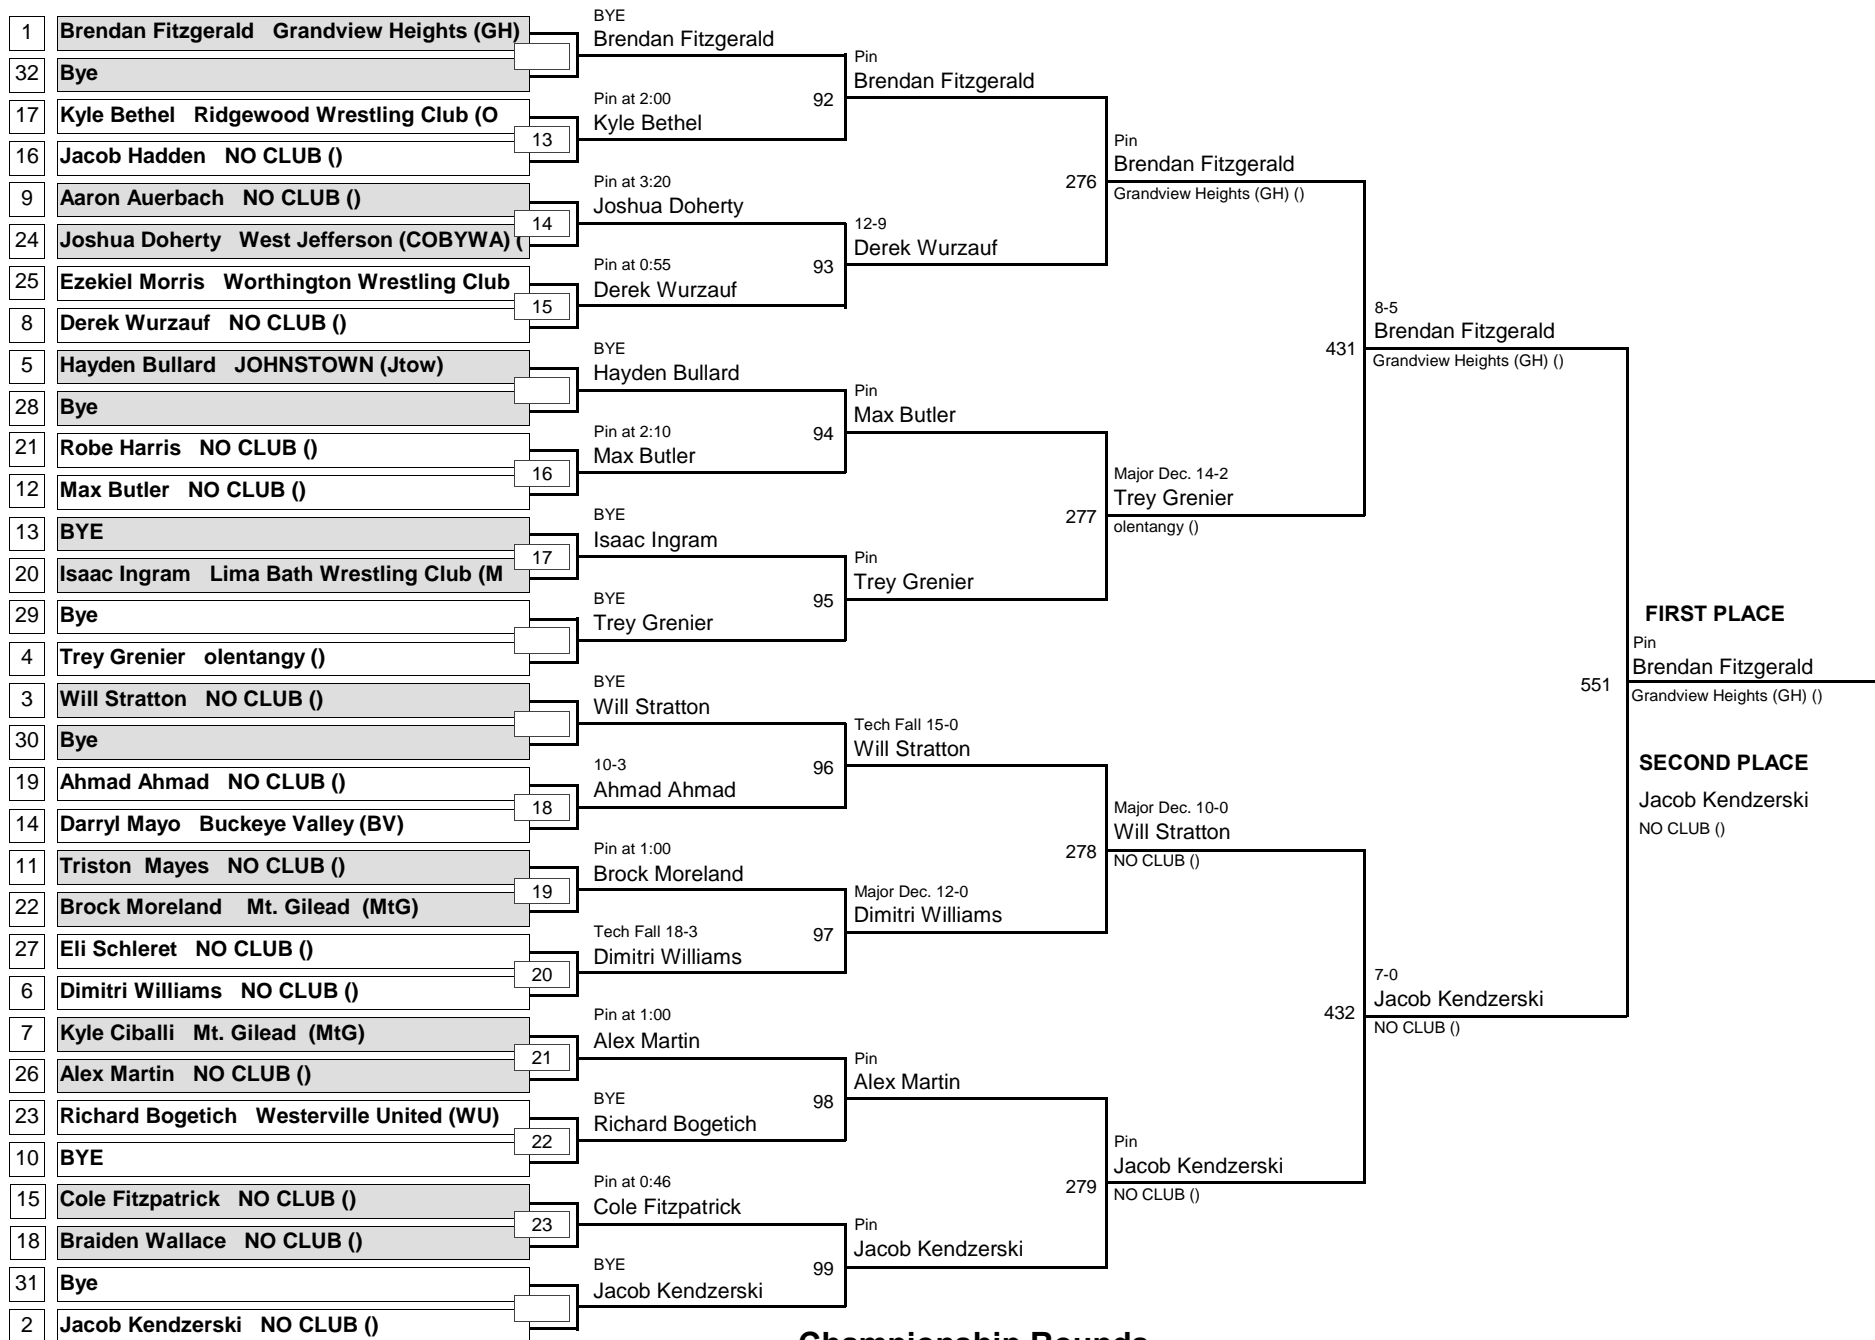 1 Brendan Fitzgerald Grandview Heights (GH)
32 Bye
17 Kyle Bethel Ridgewood Wrestling Club (O
16 Jacob Hadden NO CLUB ()
9 Aaron Auerbach NO CLUB ()
24 Joshua Doherty West Jefferson (COBYWA) (
25 Ezekiel Morris Worthington Wrestling Club
8 Derek Wurzauf NO CLUB ()
5 Hayden Bullard JOHNSTOWN (Jtow)
28 Bye
21 Robe Harris NO CLUB ()
12 Max Butler NO CLUB ()
13 BYE
20 Isaac Ingram Lima Bath Wrestling Club (M
29 Bye
4 Trey Grenier olentangy ()
3 Will Stratton NO CLUB ()
30 Bye
19 Ahmad Ahmad NO CLUB ()
14 Darryl Mayo Buckeye Valley (BV)
11 Triston Mayes NO CLUB ()
22 Brock Moreland Mt. Gilead (MtG)
27 Eli Schleret NO CLUB ()
6 Dimitri Williams NO CLUB ()
7 Kyle Ciballi Mt. Gilead (MtG)
26 Alex Martin NO CLUB ()
23 Richard Bogetich Westerville United (WU)
10 BYE
15 Cole Fitzpatrick NO CLUB ()
18 Braiden Wallace NO CLUB ()
31 Bye
2 Jacob Kendzerski NO CLUB ()
13
14
15
16
17
18
19
20
21
22
23
BYE
Brendan Fitzgerald
Pin at 2:00
Kyle Bethel
Pin at 3:20
Joshua Doherty
Pin at 0:55
Derek Wurzauf
BYE
Hayden Bullard
Pin at 2:10
Max Butler
BYE
Isaac Ingram
BYE
Trey Grenier
BYE
Will Stratton
10-3
Ahmad Ahmad
Pin at 1:00
Brock Moreland
Tech Fall 18-3
Dimitri Williams
Pin at 1:00
Alex Martin
BYE
Richard Bogetich
Pin at 0:46
Cole Fitzpatrick
BYE
Jacob Kendzerski
92
93
94
95
96
97
98
99
Pin
Brendan Fitzgerald
12-9
Derek Wurzauf
Pin
Max Butler
Pin
Trey Grenier
Tech Fall 15-0
Will Stratton
Major Dec. 12-0
Dimitri Williams
Pin
Alex Martin
Pin
Jacob Kendzerski
276
277
278
279
Pin
Brendan Fitzgerald
Grandview Heights (GH) ()
Major Dec. 14-2
Trey Grenier
olentangy ()
Major Dec. 10-0
Will Stratton
NO CLUB ()
Pin
Jacob Kendzerski
NO CLUB ()
431
432
8-5
Brendan Fitzgerald
Grandview Heights (GH) ()
7-0
Jacob Kendzerski
NO CLUB ()
551
FIRST PLACE
Pin
Brendan Fitzgerald
Grandview Heights (GH) ()
SECOND PLACE
Jacob Kendzerski
NO CLUB ()
Championship Rounds